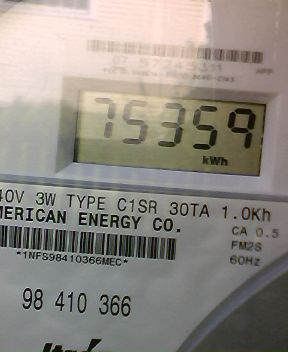 75359
kWh
40V 3W TYPE C1SR 30TA 1.0Kh
MERICAN ENERGY CO.
CA 0.5
FM2S
*1NFS98410366MEC*
60Hz
98 410 366